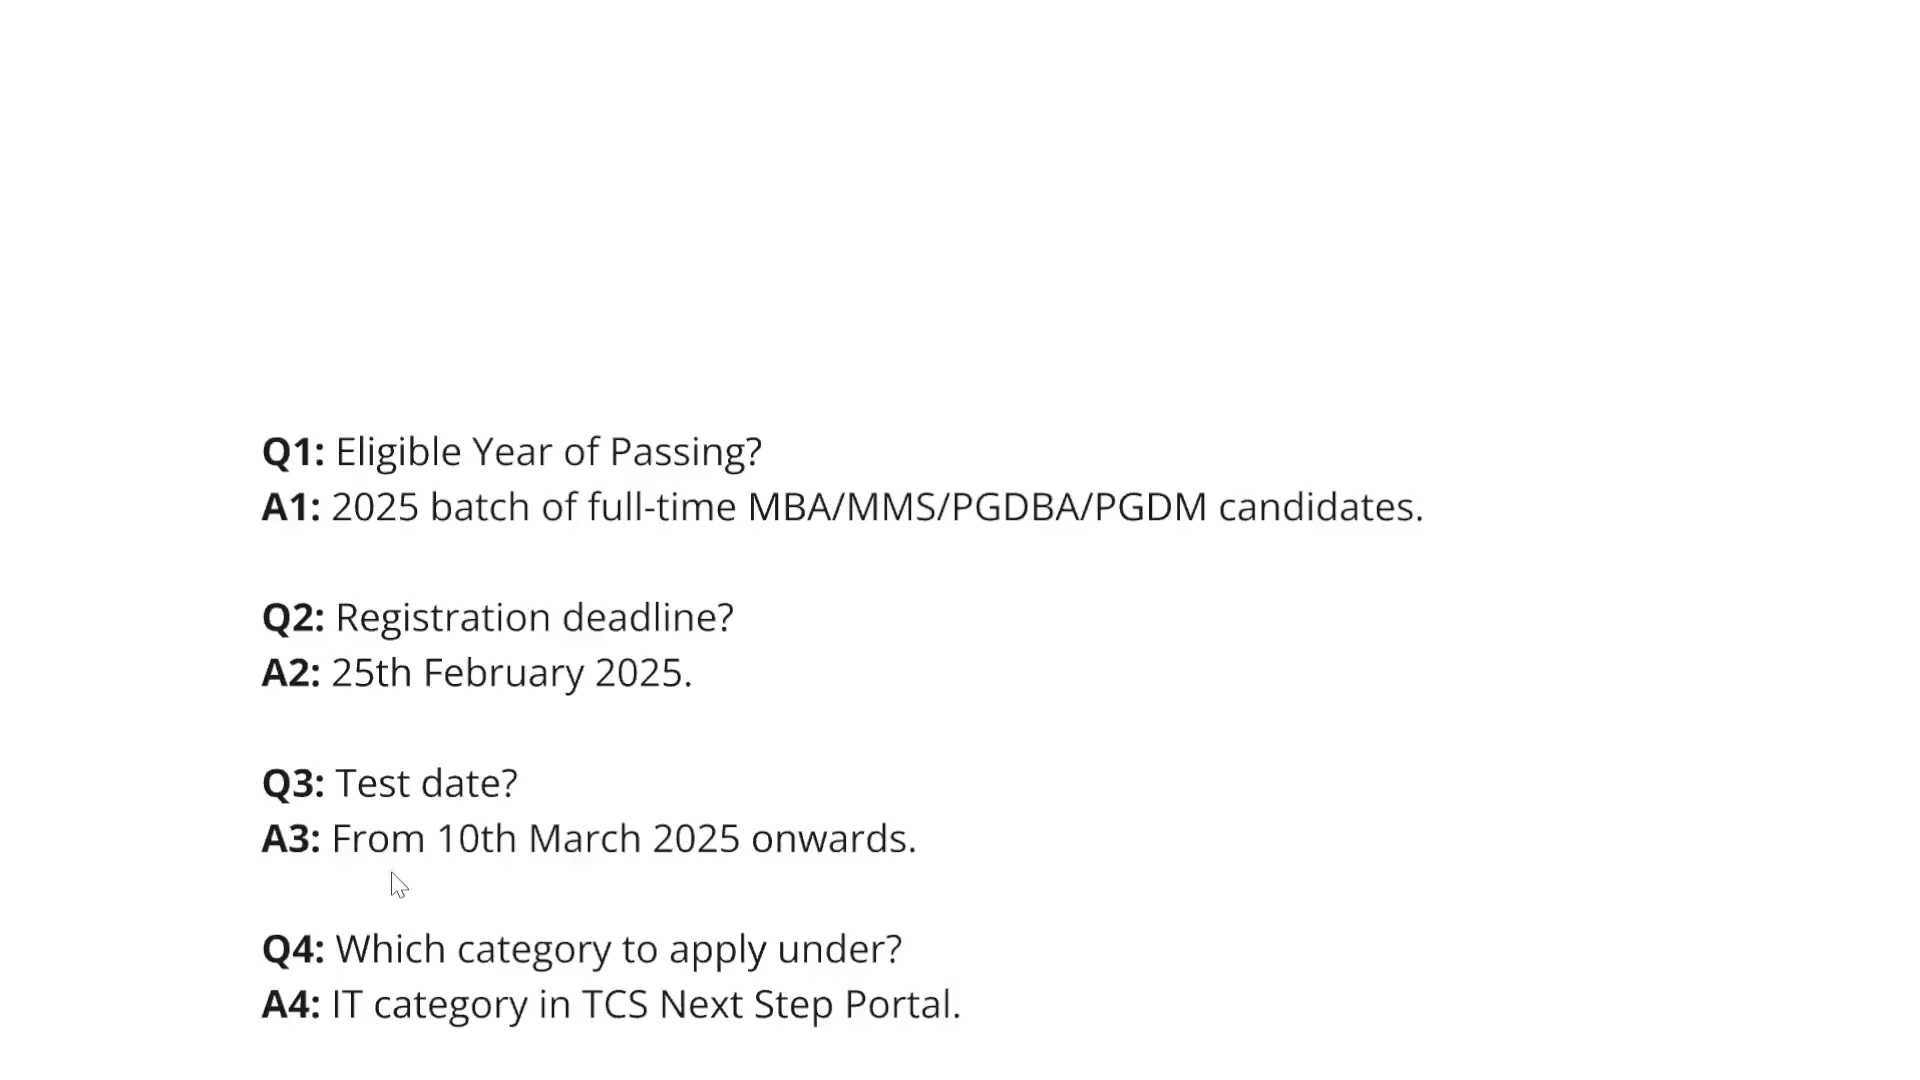 Q1: Eligible Year of Passing?
A1: 2025 batch of full-time MBA/MMS/PGDBA/PGDM candidates.
Q2: Registration deadline?
A2: 25th February 2025.
Q3: Test date?
A3: From 10th March 2025 onwards.
Q4: Which category to apply under?
A4: IT category in TCS Next Step Portal.